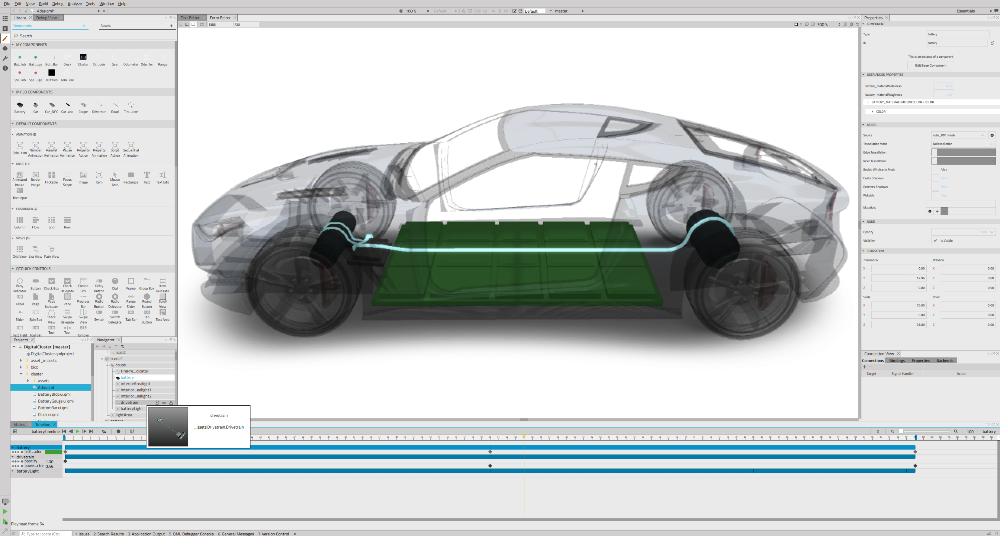 File Edit View Build Debug Analyze Tools Window Help
Adas.qml* 100 % Default Default master Essentials
Library Debug View Text Editor Form Editor Properties
Components + Assets + 1388 720 300 % COMPONENT
Search
Type Battery
ID battery
This is an instance of a component
Edit Base Component
USER ADDED PROPERTIES
battery_materialMetalness 0.80
battery_materialRoughness 1.00
BATTERY_MATERIALEMISSIVECOLOR - COLOR
COLOR
MODEL
Source cube_001.mesh
Tessellation Mode NoTessellation
Edge Tessellation
Inner Tessellation
Enable Wireframe Mode false
Casts Shadows false
Receives Shadows false
Pickable false
Materials
NODE
Opacity 1.00
Visibility Is Visible
TRANSFORM
Translation Rotation
X 0.00 X 0.00
Y 14.96 Y 0.00
Z 0.00 Z 0.00
Scale Pivot
X 70.00 X 0.00
Y 6.00 Y 0.00
Z 95.00 Z 0.00
MY COMPONENTS
Bat...lob Bat...uge Bot...Bar Clock Cluster Dri...ode Gear Odometer Odo...ler Range
Spe...lob Spe...uge Telltales Tem...ure
MY 3D COMPONENTS
Battery Car Car_NPC Car...ane Coupe Drivetrain Road Tire...ator
DEFAULT COMPONENTS
ANIMATION (8)
Colo...tion Number Animation Parallel Animation Pause Animation Property Action Property Animation Script Action Sequential Animation
BASIC (11)
Animated Image Border Image Flickable Focus Scope Image Item Mouse Area Rectangle Text Text Edit
Text Input
POSITIONER (4)
Column Flow Grid Row
VIEWS (3)
Grid View List View Path View
QTQUICK CONTROLS
Busy Indicator Button Check Box Check Delegate Combo Box Delay Button Dial Frame Group Box Item Delegate
Label Page Page Indicator Pane Progress Bar Radio Button Radio Delegate Range Slider Round Button Scroll View
Slider Spin Box Stack View Swipe Delegate Swipe View Switch Switch Delegate Tab Bar Tab Button Text Area
Text Field Tool Bar Tool Tool Tumbler
Projects Navigator
DigitalCluster [master]
DigitalCluster.qmlproject
asset_imports
blob
cluster
assets
Adas.qml
BatteryBlob.ui.qml
BatteryGauge.ui.qml
BottomBar.ui.qml
Clock.ui.qml
road2
scene1
coupe
tirePre...dicator
battery
interiorArealight
interior...ealight1
interior...ealight2
drivetrain
batteryLight
lightArea
camera
drivetrain
...ssets.Drivetrain.Drivetrain
Connection View
Connections Bindings Properties Backends
+ −
Target Signal Handler Action
States Timeline
batteryTimeline 54 0 100 battery
battery
batt...olor
drivetrain
opacity 1.00
powe...ctor 0.46
batteryLight
Playhead frame 54
Type to locate (Ctrl... 1 Issues 2 Search Results 3 Application Output 5 QML Debugger Console 6 General Messages 7 Version Control